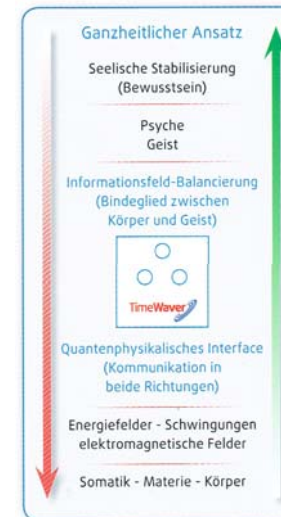 Ganzheitlicher Ansatz
Seelische Stabilisierung
(Bewusstsein)
Psyche
Geist
Informationsfeld-Balancierung
(Bindeglied zwischen
Körper und Geist)
TimeWaver
Quantenphysikalisches Interface
(Kommunikation in
beide Richtungen)
Energiefelder - Schwingungen
elektromagnetische Felder
Somatik - Materie - Körper